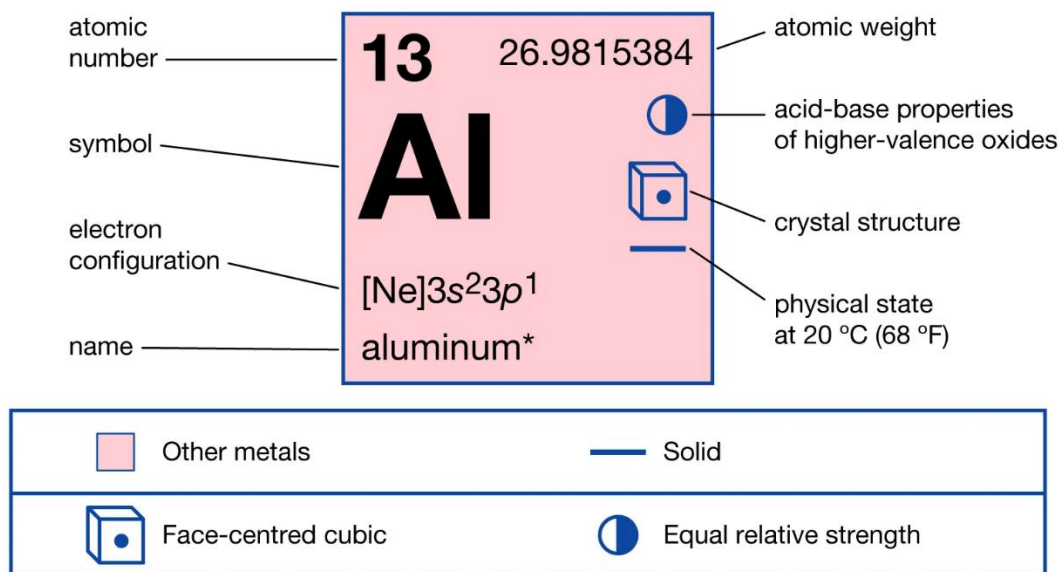 atomic
number
13
26.9815384
atomic weight
symbol
Al
acid-base properties
of higher-valence oxides
crystal structure
electron
configuration
[Ne]3s²3p¹
physical state
at 20 ºC (68 ºF)
name
aluminum*
Other metals
Solid
Face-centred cubic
Equal relative strength